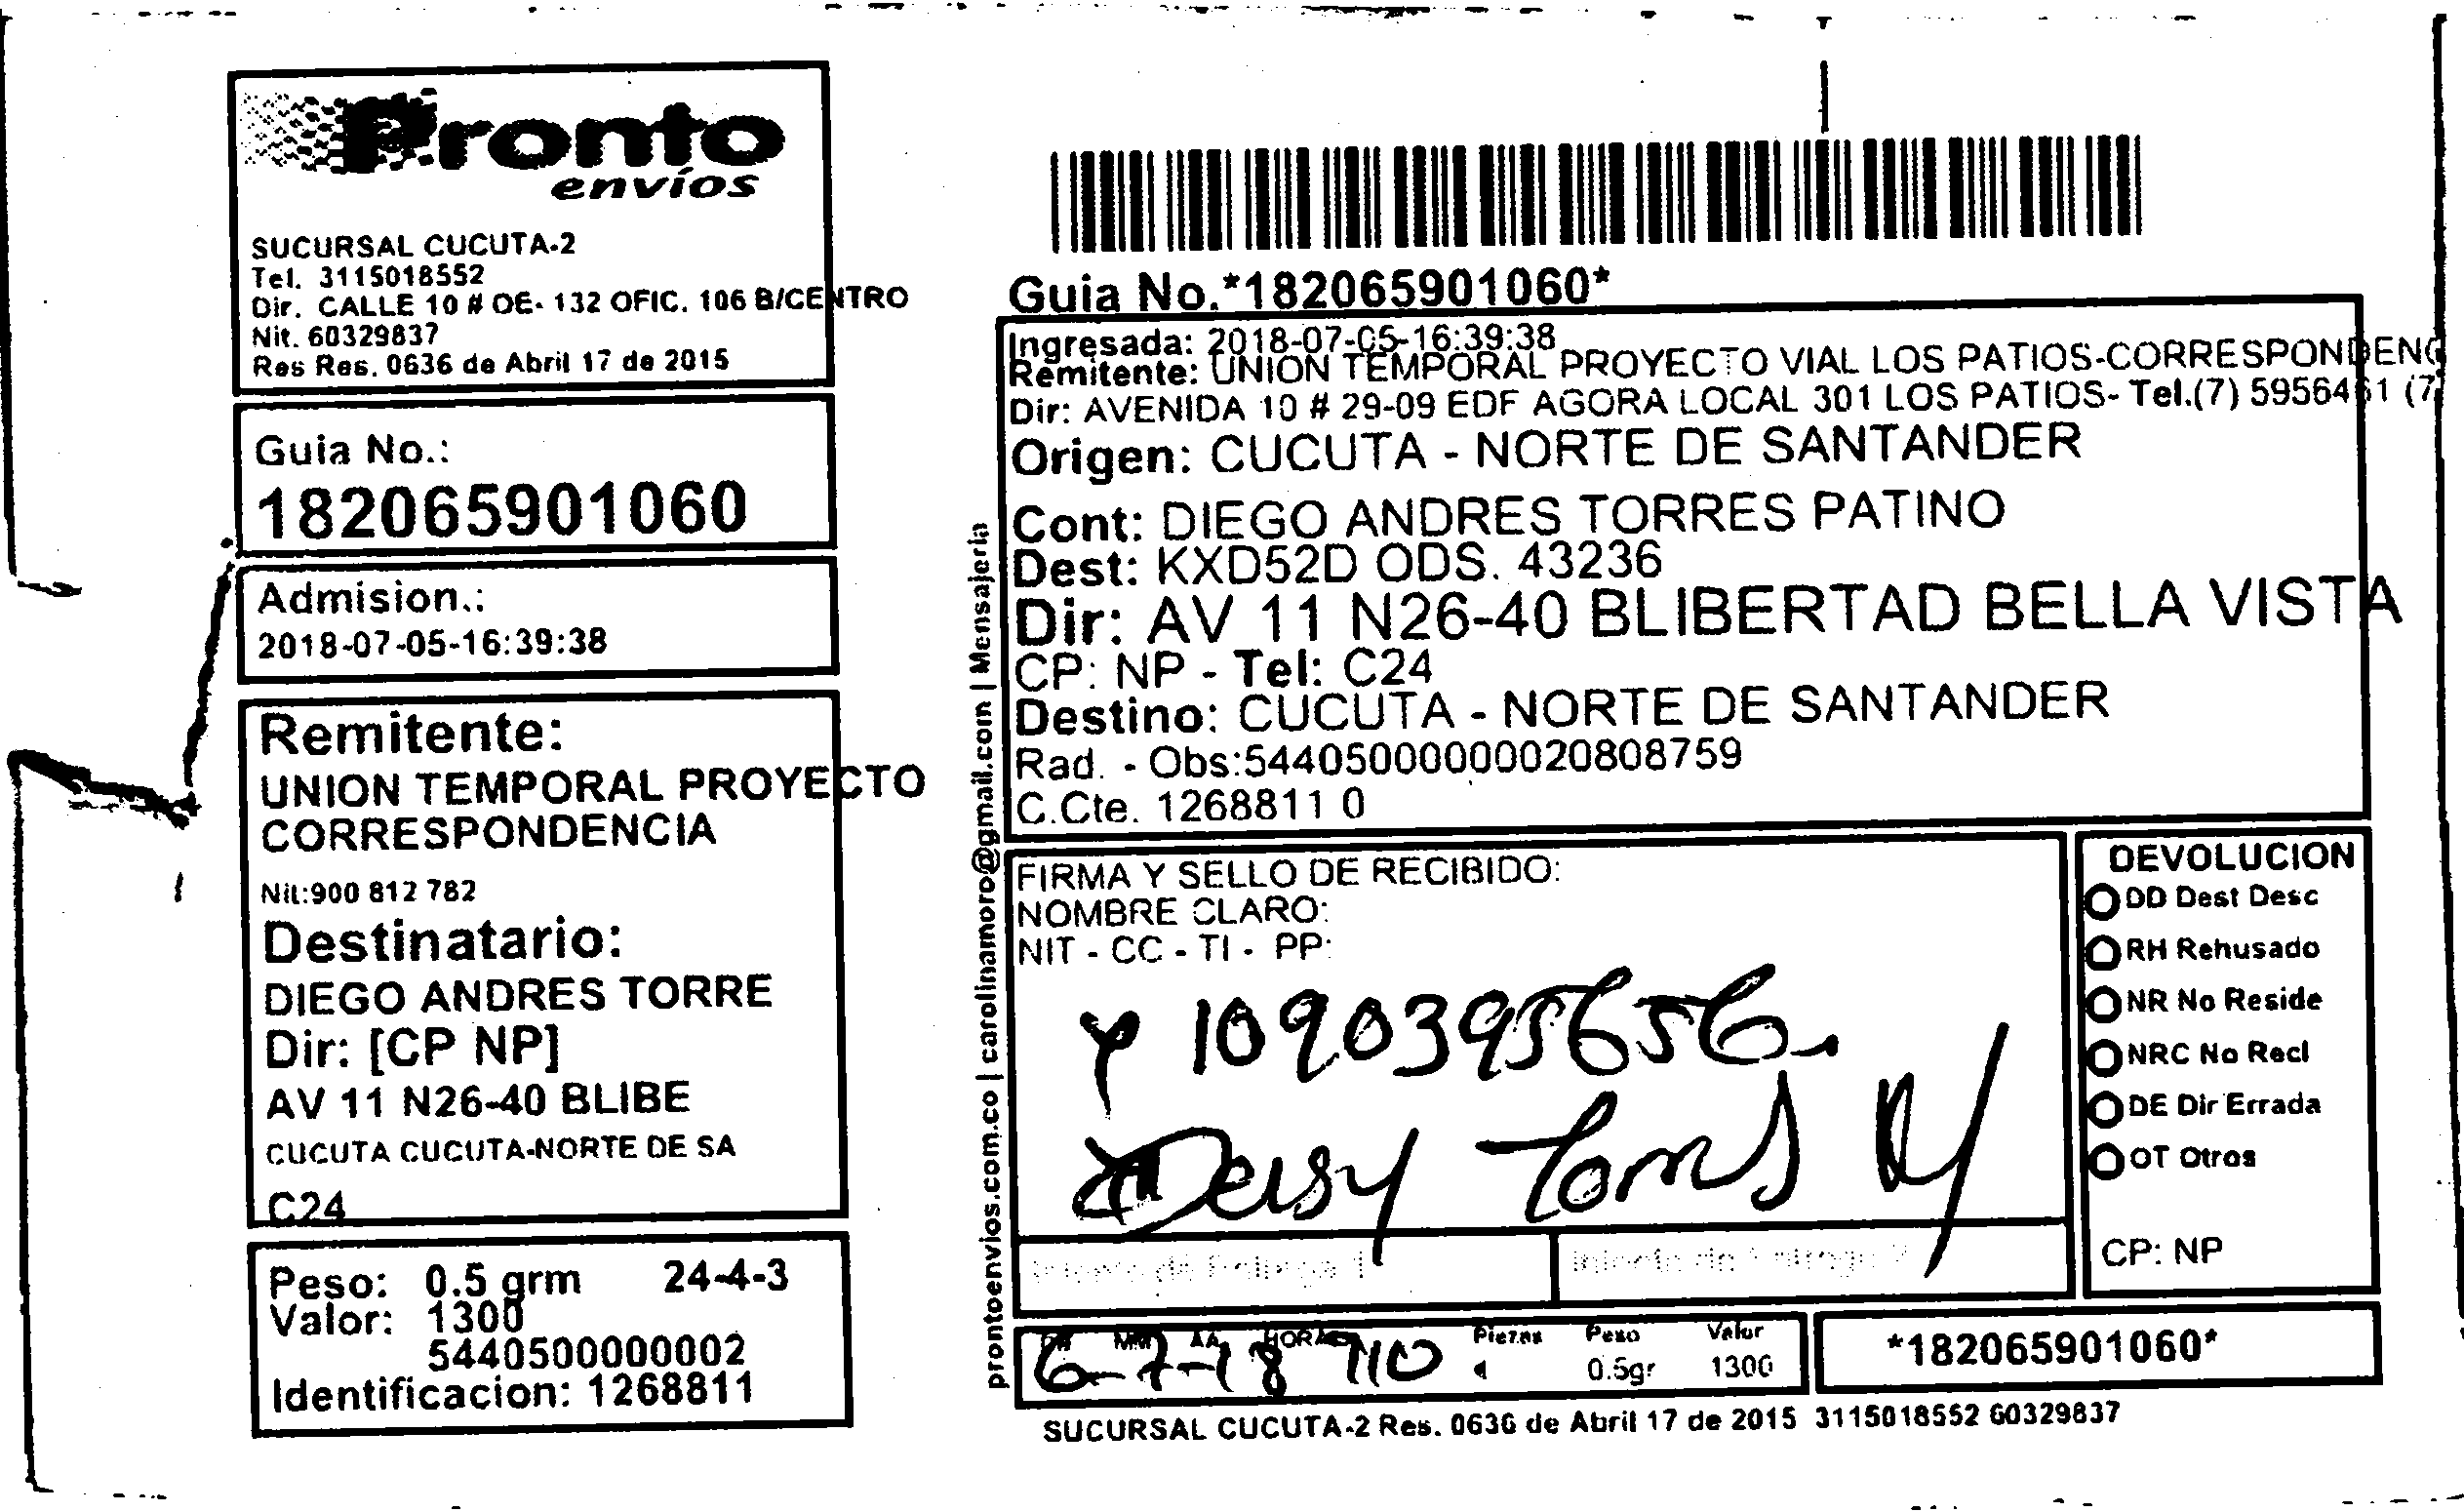 Pronto
envíos
SUCURSAL CUCUTA-2
Tel. 3115018552
Dir. CALLE 10 # OE- 132 OFIC. 106 B/CENTRO
Nit. 60329837
Res Res. 0636 de Abril 17 de 2015
Guia No.:
182065901060
Admision.:
2018-07-05-16:39:38
Remitente:
UNION TEMPORAL PROYECTO
CORRESPONDENCIA
Nit:900 812 782
Destinatario:
DIEGO ANDRES TORRE
Dir: [CP NP]
AV 11 N26-40 BLIBE
CUCUTA CUCUTA-NORTE DE SA
C24
Peso: 0.5 grm 24-4-3
Valor: 1300
5440500000002
Identificacion: 1268811
prontoenvios.com.co | carolinamoro@gmail.com | Mensajeria
Guia No.*182065901060*
Ingresada: 2018-07-05-16:39:38
Remitente: UNION TEMPORAL PROYECTO VIAL LOS PATIOS-CORRESPONDENC
Dir: AVENIDA 10 # 29-09 EDF AGORA LOCAL 301 LOS PATIOS- Tel.(7) 5956461 (7
Origen: CUCUTA - NORTE DE SANTANDER
Cont: DIEGO ANDRES TORRES PATINO
Dest: KXD52D ODS. 43236
Dir: AV 11 N26-40 BLIBERTAD BELLA VISTA
CP: NP - Tel: C24
Destino: CUCUTA - NORTE DE SANTANDER
Rad. - Obs:54405000000020808759
C.Cte. 1268811 0
FIRMA Y SELLO DE RECIBIDO:
NOMBRE CLARO:
NIT - CC - TI - PP:
1090395656.
Deisy Torres
DEVOLUCION
DD Dest Desc
RH Rehusado
NR No Reside
NRC No Recl
DE Dir Errada
OT Otros
CP: NP
Intento de Entrega 1
Intento de Entrega 2
DD MM AA HORA Piezas Peso Valor
6-7-18 1 0.5gr 1300
*182065901060*
SUCURSAL CUCUTA-2 Res. 0636 de Abril 17 de 2015 3115018552 60329837